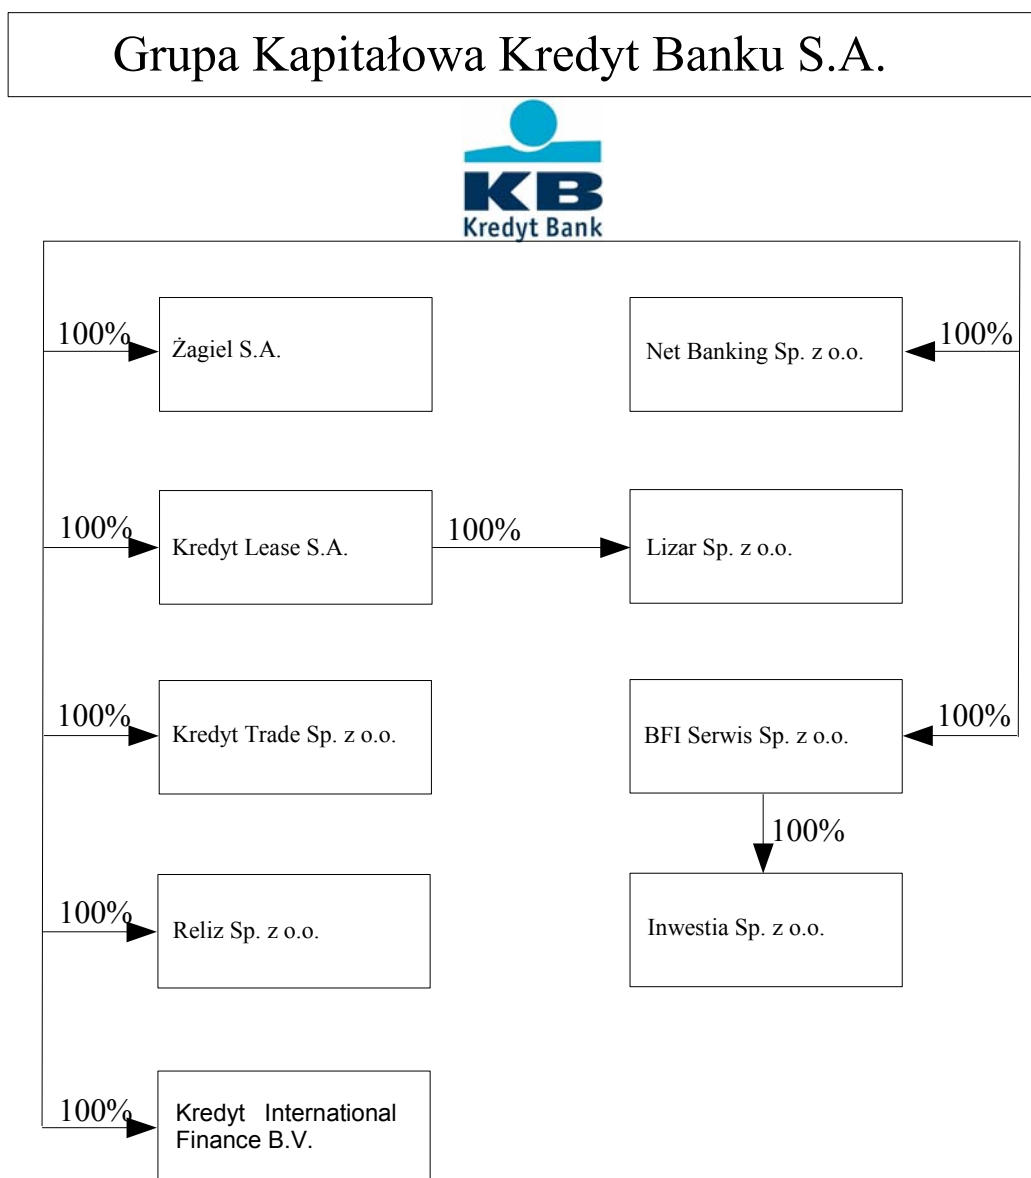 Grupa Kapitałowa Kredyt Banku S.A.
KB
Kredyt Bank
100%
Żagiel S.A.
Net Banking Sp. z o.o.
100%
100%
Kredyt Lease S.A.
100%
Lizar Sp. z o.o.
100%
Kredyt Trade Sp. z o.o.
BFI Serwis Sp. z o.o.
100%
100%
100%
Reliz Sp. z o.o.
Inwestia Sp. z o.o.
100%
Kredyt International
Finance B.V.